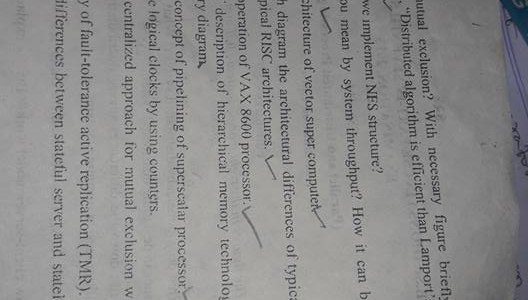 utual exclusion? With necessary figure briefly
Distributed algorithm is efficient than Lamport
we implement NFS structure?
ou mean by system throughput? How it can b
chitecture of vector super computer
h diagram the architectural differences of typica
pical RISC architectures.
operation of VAX 8600 processor.
description of hierarchical memory technolog
ry diagram
concept of pipelining of superscalar processor
e logical clocks by using counters.
centralized approach for mutual exclusion w
y of fault-tolerance active replication (TMR).
differences between stateful server and statel